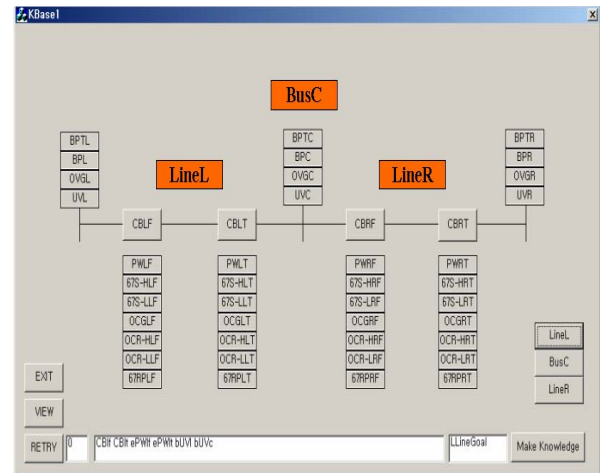 KBase1
BusC
BPTL
BPL
OVGL
UVL
LineL
BPTC
BPC
OVGC
UVC
LineR
BPTR
BPR
OVGR
UVR
CBLF
CBLT
CBRF
CBRT
PWLF
67S-HLF
67S-LLF
OCGLF
OCR-HLF
OCR-LLF
67RPLF
PWLT
67S-HLT
67S-LLT
OCGLT
OCR-HLT
OCR-LLT
67RPLT
PWRF
67S-HRF
67S-LRF
OCGRF
OCR-HRF
OCR-LRF
67RPRF
PWRT
67S-HRT
67S-LRT
OCGRT
OCR-HRT
OCR-LRT
67RPRT
LineL
BusC
LineR
EXIT
VIEW
RETRY 0 CBlf CBlt ePWlf ePWlt bUVl bUVc LLineGoal Make Knowledge